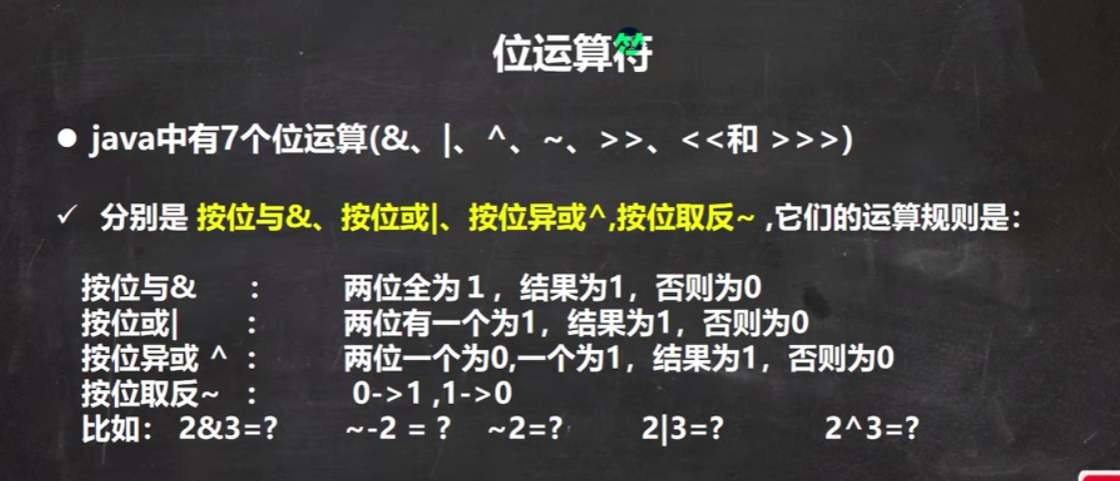 位运算符
● java中有7个位运算(&、|、^、~、>>、<<和 >>>)
✓ 分别是 按位与&、按位或|、按位异或^,按位取反~ ,它们的运算规则是：
按位与& ： 两位全为１，结果为1，否则为0
按位或| ： 两位有一个为1，结果为1，否则为0
按位异或 ^ ： 两位一个为0,一个为1，结果为1，否则为0
按位取反~ ： 0->1 ,1->0
比如： 2&3=? ~-2 = ? ~2=? 2|3=? 2^3=?